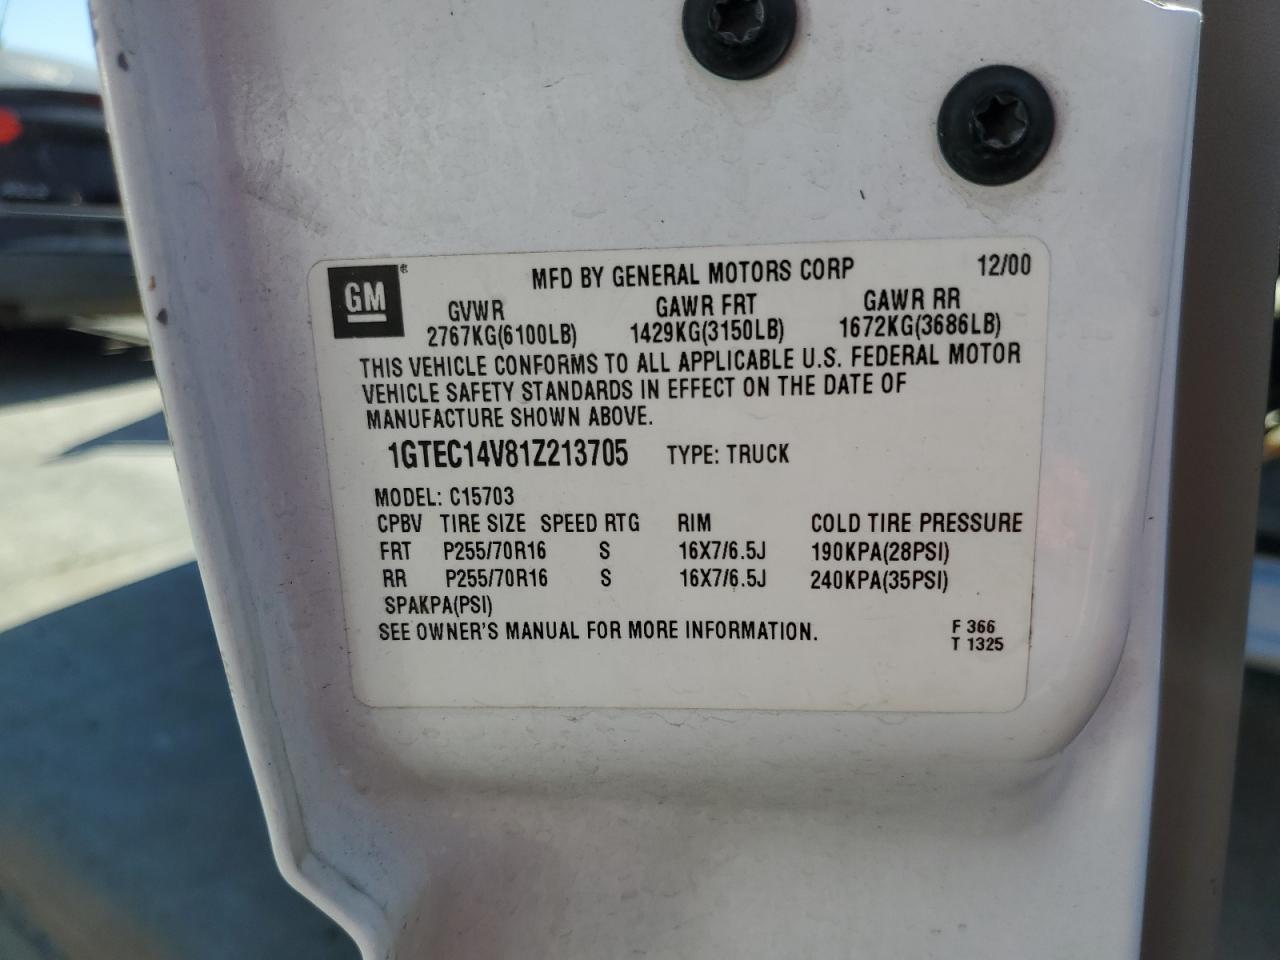 GM ®
MFD BY GENERAL MOTORS CORP 12/00
GVWR GAWR FRT GAWR RR
2767KG(6100LB) 1429KG(3150LB) 1672KG(3686LB)
THIS VEHICLE CONFORMS TO ALL APPLICABLE U.S. FEDERAL MOTOR
VEHICLE SAFETY STANDARDS IN EFFECT ON THE DATE OF
MANUFACTURE SHOWN ABOVE.
1GTEC14V81Z213705 TYPE: TRUCK
MODEL: C15703
CPBV TIRE SIZE SPEED RTG RIM COLD TIRE PRESSURE
FRT P255/70R16 S 16X7/6.5J 190KPA(28PSI)
RR P255/70R16 S 16X7/6.5J 240KPA(35PSI)
SPAKPA(PSI)
SEE OWNER'S MANUAL FOR MORE INFORMATION.
F 366
T 1325